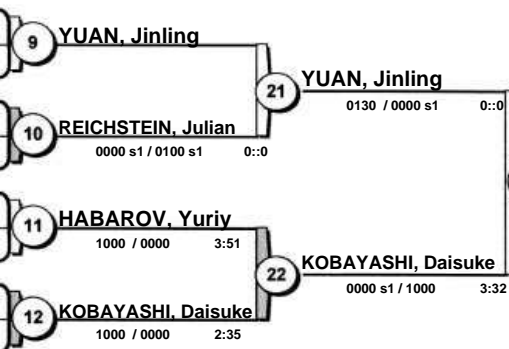 9 YUAN, Jinling
21 YUAN, Jinling
0130 / 0000 s1 0::0
10 REICHSTEIN, Julian
0000 s1 / 0100 s1 0::0
11 HABAROV, Yuriy
1000 / 0000 3:51
22 KOBAYASHI, Daisuke
0000 s1 / 1000 3:32
12 KOBAYASHI, Daisuke
1000 / 0000 2:35